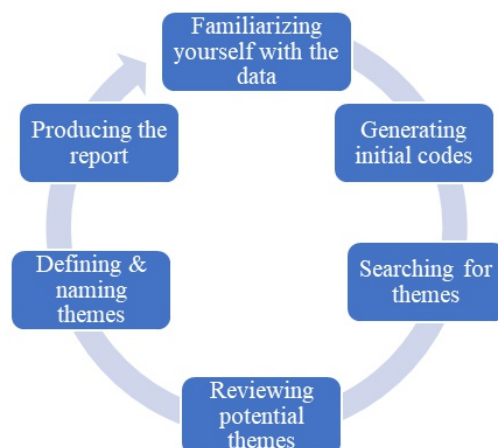 Familiarizing
yourself with the
data
Generating
initial codes
Searching for
themes
Reviewing
potential
themes
Defining &
naming
themes
Producing the
report